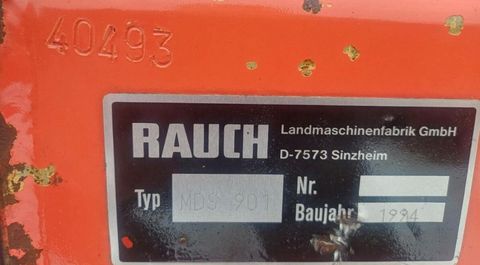 40493
RAUCH Landmaschinenfabrik GmbH
D-7573 Sinzheim
Typ MDS 901 Nr.
Baujahr 1994